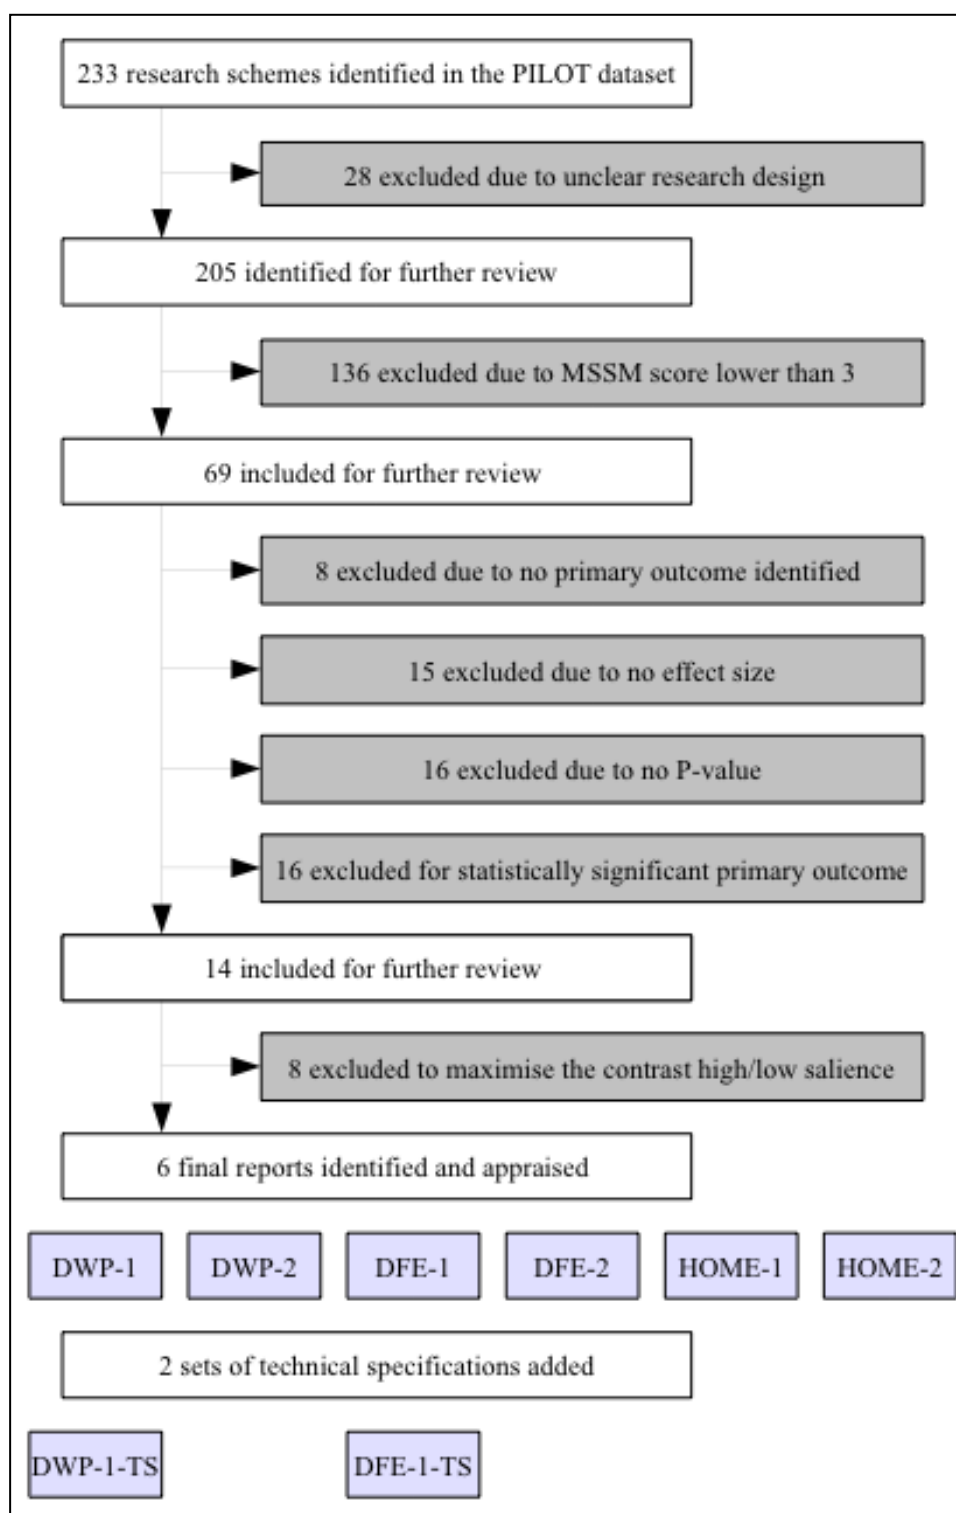 233 research schemes identified in the PILOT dataset
28 excluded due to unclear research design
205 identified for further review
136 excluded due to MSSM score lower than 3
69 included for further review
8 excluded due to no primary outcome identified
15 excluded due to no effect size
16 excluded due to no P-value
16 excluded for statistically significant primary outcome
14 included for further review
8 excluded to maximise the contrast high/low salience
6 final reports identified and appraised
DWP-1 DWP-2 DFE-1 DFE-2 HOME-1 HOME-2
2 sets of technical specifications added
DWP-1-TS DFE-1-TS